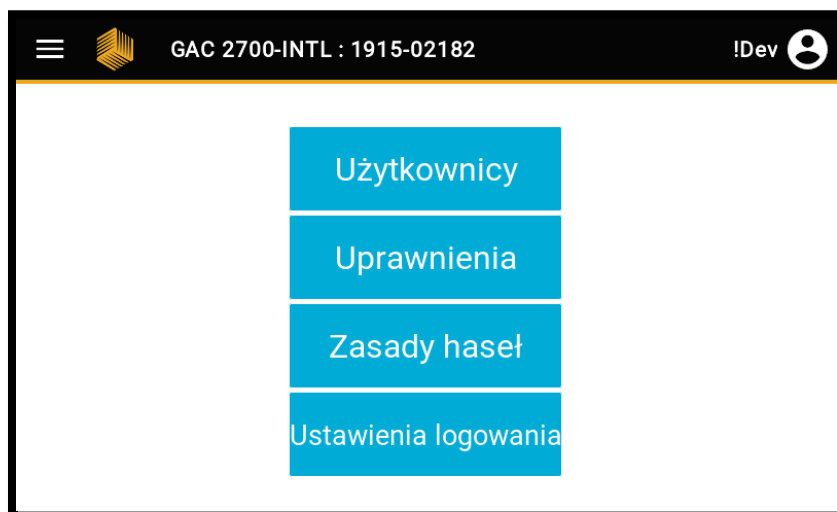 GAC 2700-INTL : 1915-02182 !Dev
Użytkownicy
Uprawnienia
Zasady haseł
Ustawienia logowania